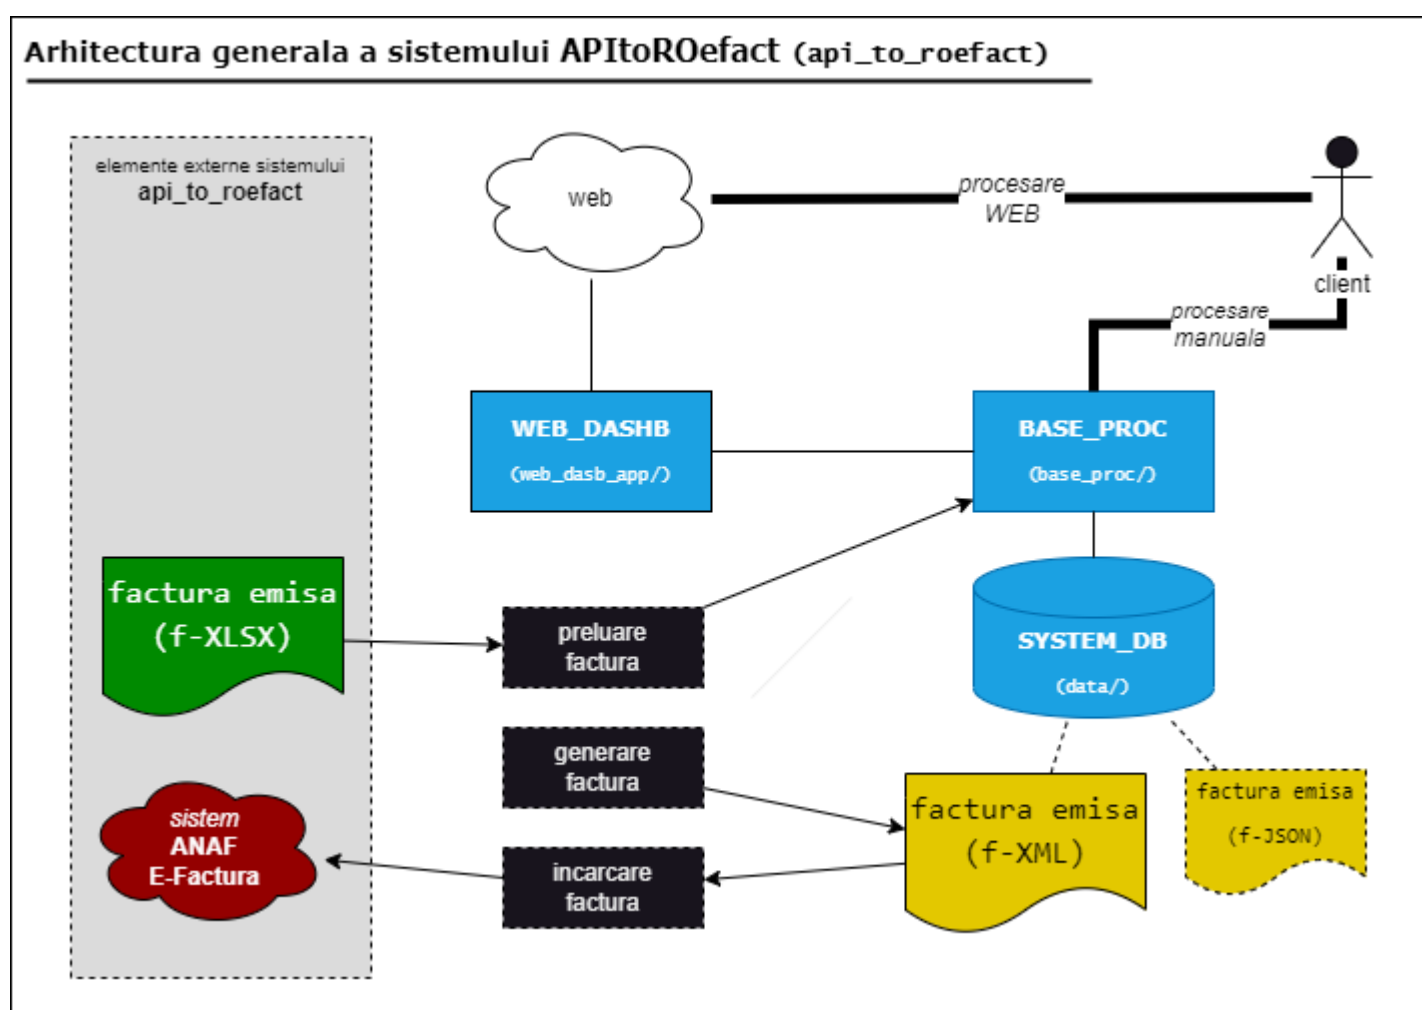 Arhitectura generala a sistemului APItoROefact (api_to_roefact)
elemente externe sistemului
api_to_roefact
web
procesare
WEB
client
procesare
manuala
WEB_DASHB
(web_dasb_app/)
BASE_PROC
(base_proc/)
factura emisa
(f-XLSX)
preluare
factura
SYSTEM_DB
(data/)
generare
factura
factura emisa
(f-XML)
factura emisa
(f-JSON)
sistem
ANAF
E-Factura
incarcare
factura